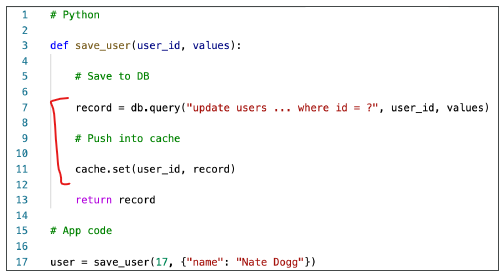 1 # Python
2
3 def save_user(user_id, values):
4
5 # Save to DB
6
7 record = db.query("update users ... where id = ?", user_id, values)
8
9 # Push into cache
10
11 cache.set(user_id, record)
12
13 return record
14
15 # App code
16
17 user = save_user(17, {"name": "Nate Dogg"})